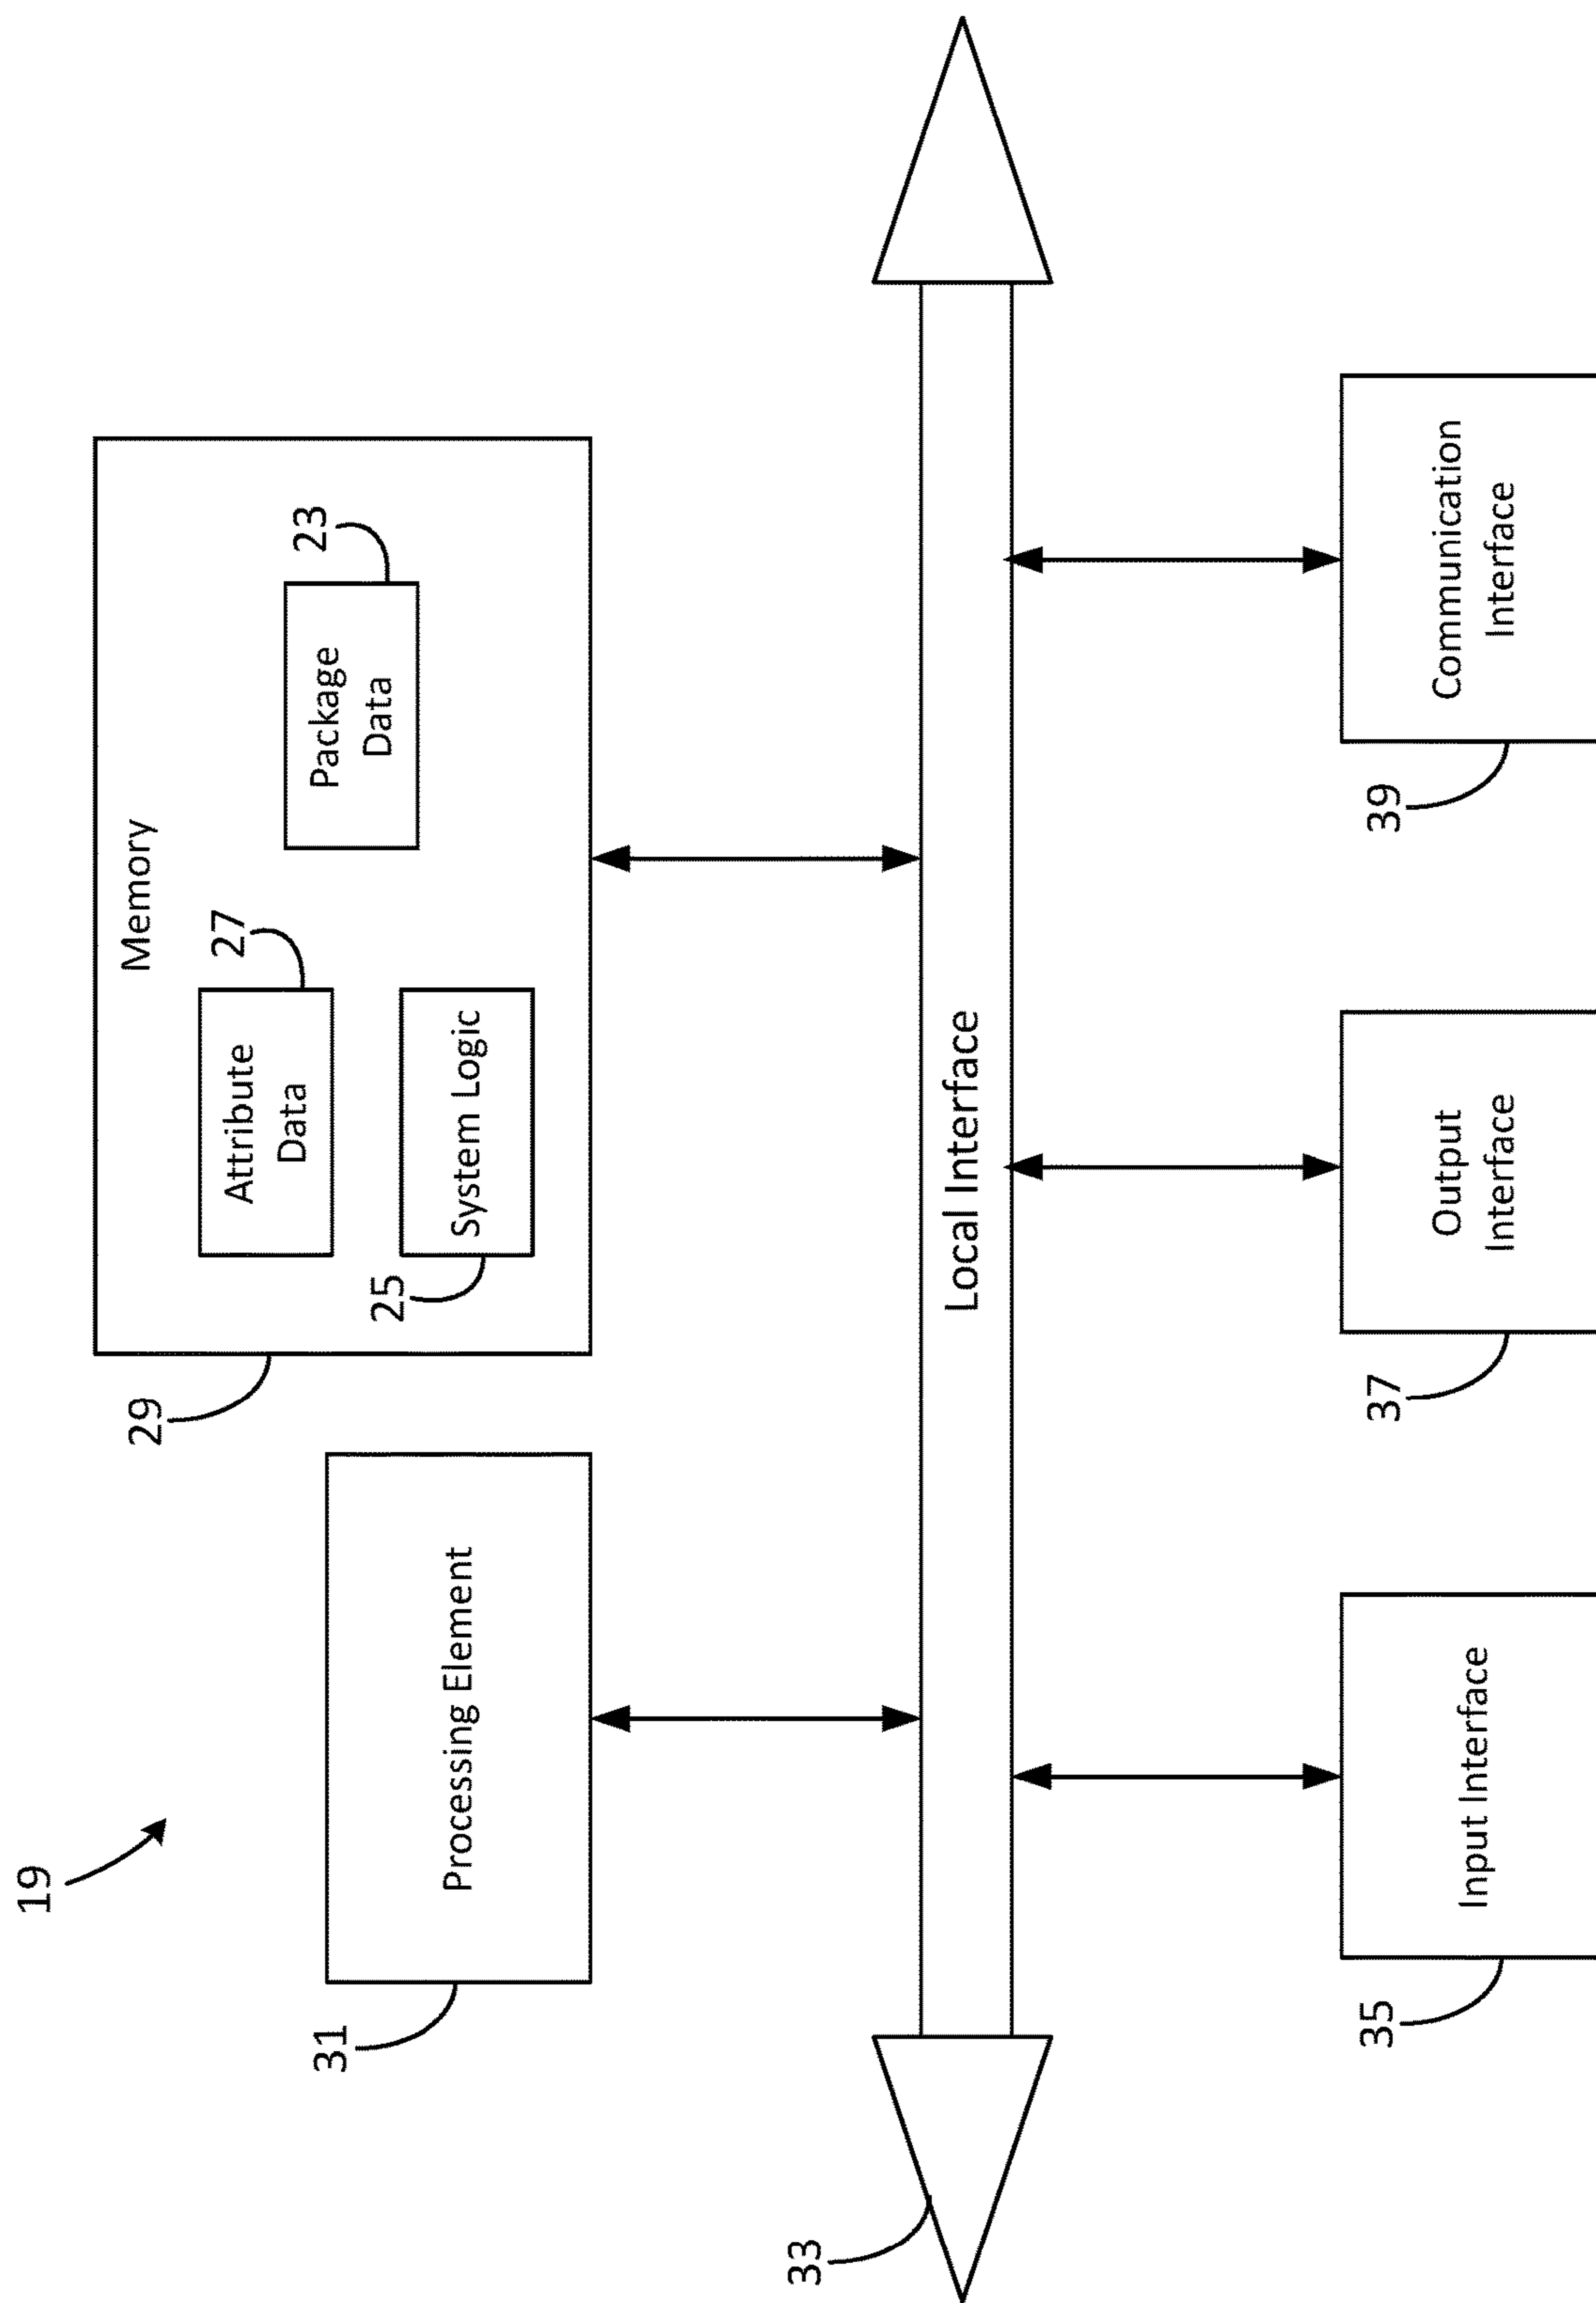 19
29
Memory
27
Attribute
Data
23
Package
Data
25
System Logic
31
Processing Element
33
Local Interface
35
Input Interface
37
Output
Interface
39
Communication
Interface